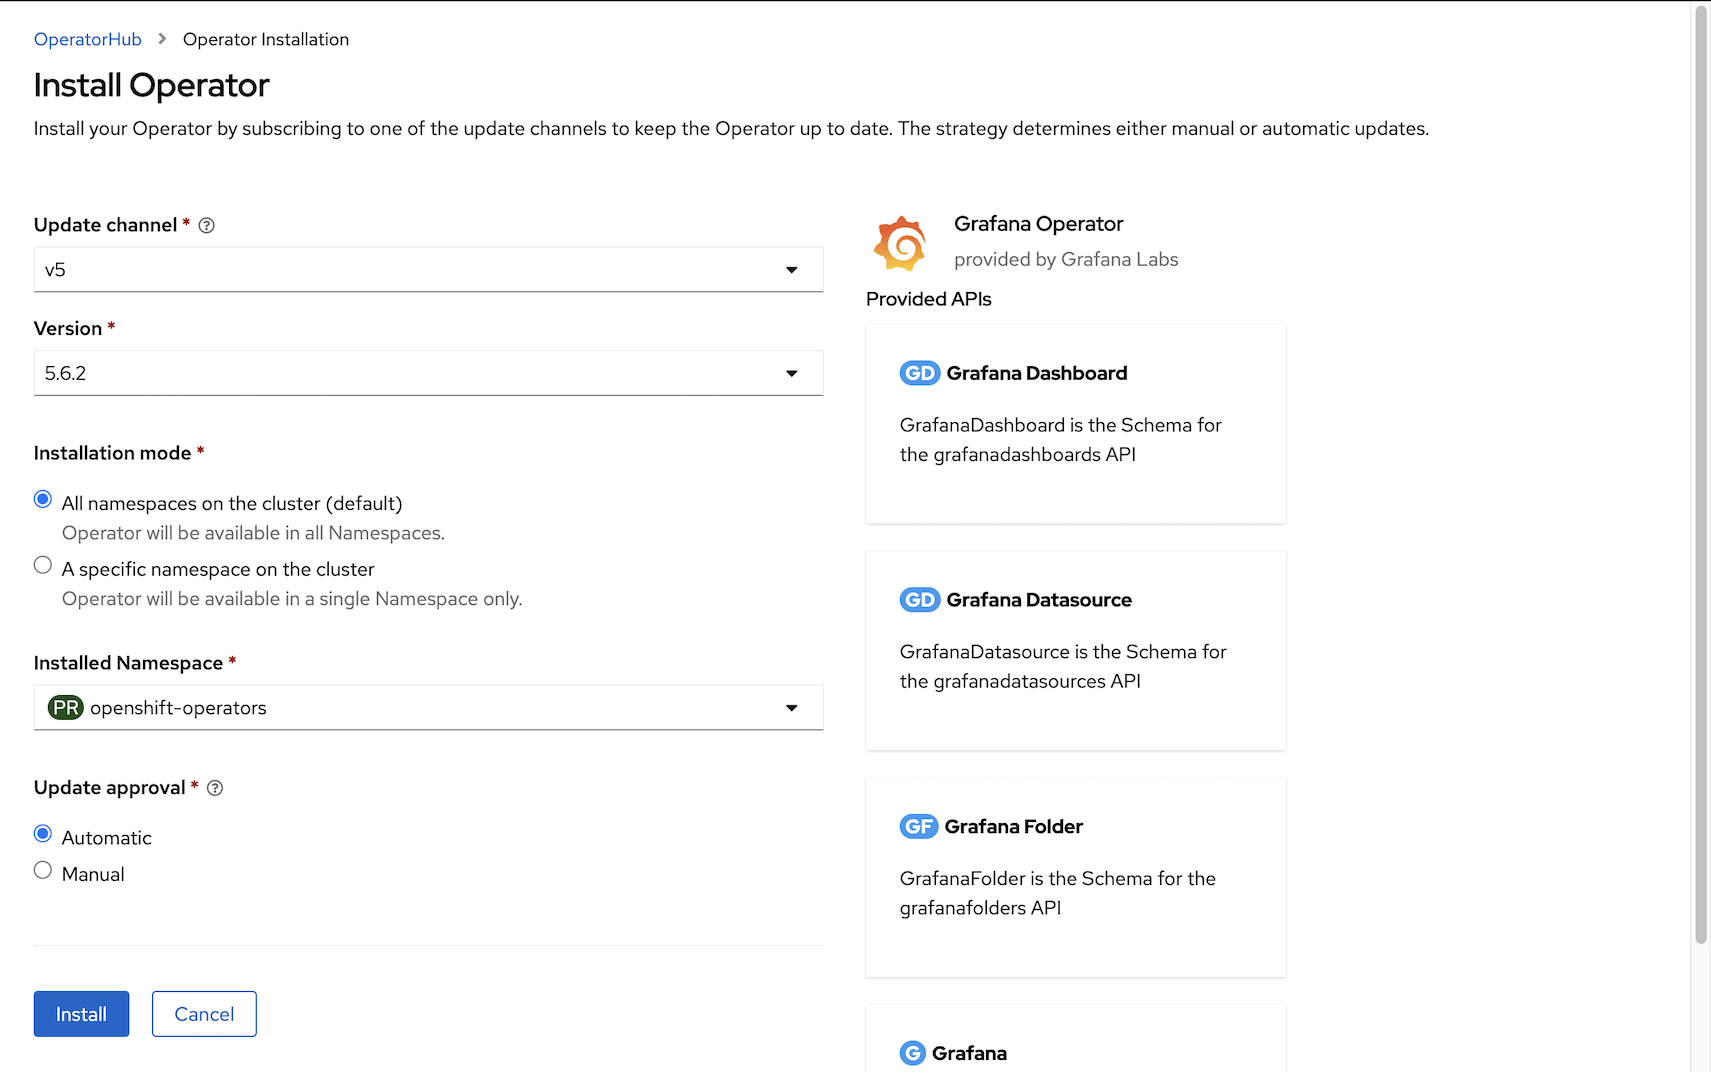 OperatorHub > Operator Installation
Install Operator
Install your Operator by subscribing to one of the update channels to keep the Operator up to date. The strategy determines either manual or automatic updates.
Update channel * ?
v5
Version *
5.6.2
Installation mode *
All namespaces on the cluster (default)
Operator will be available in all Namespaces.
A specific namespace on the cluster
Operator will be available in a single Namespace only.
Installed Namespace *
PR openshift-operators
Update approval * ?
Automatic
Manual
Install Cancel
Grafana Operator
provided by Grafana Labs
Provided APIs
GD Grafana Dashboard
GrafanaDashboard is the Schema for
the grafanadashboards API
GD Grafana Datasource
GrafanaDatasource is the Schema for
the grafanadatasources API
GF Grafana Folder
GrafanaFolder is the Schema for the
grafanafolders API
G Grafana